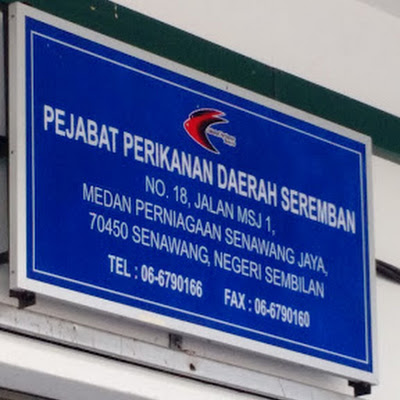 PEJABAT PERIKANAN DAERAH SEREMBAN
NO. 18, JALAN MSJ 1,
MEDAN PERNIAGAAN SENAWANG JAYA,
70450 SENAWANG, NEGERI SEMBILAN
TEL : 06-6790166 FAX : 06-6790160